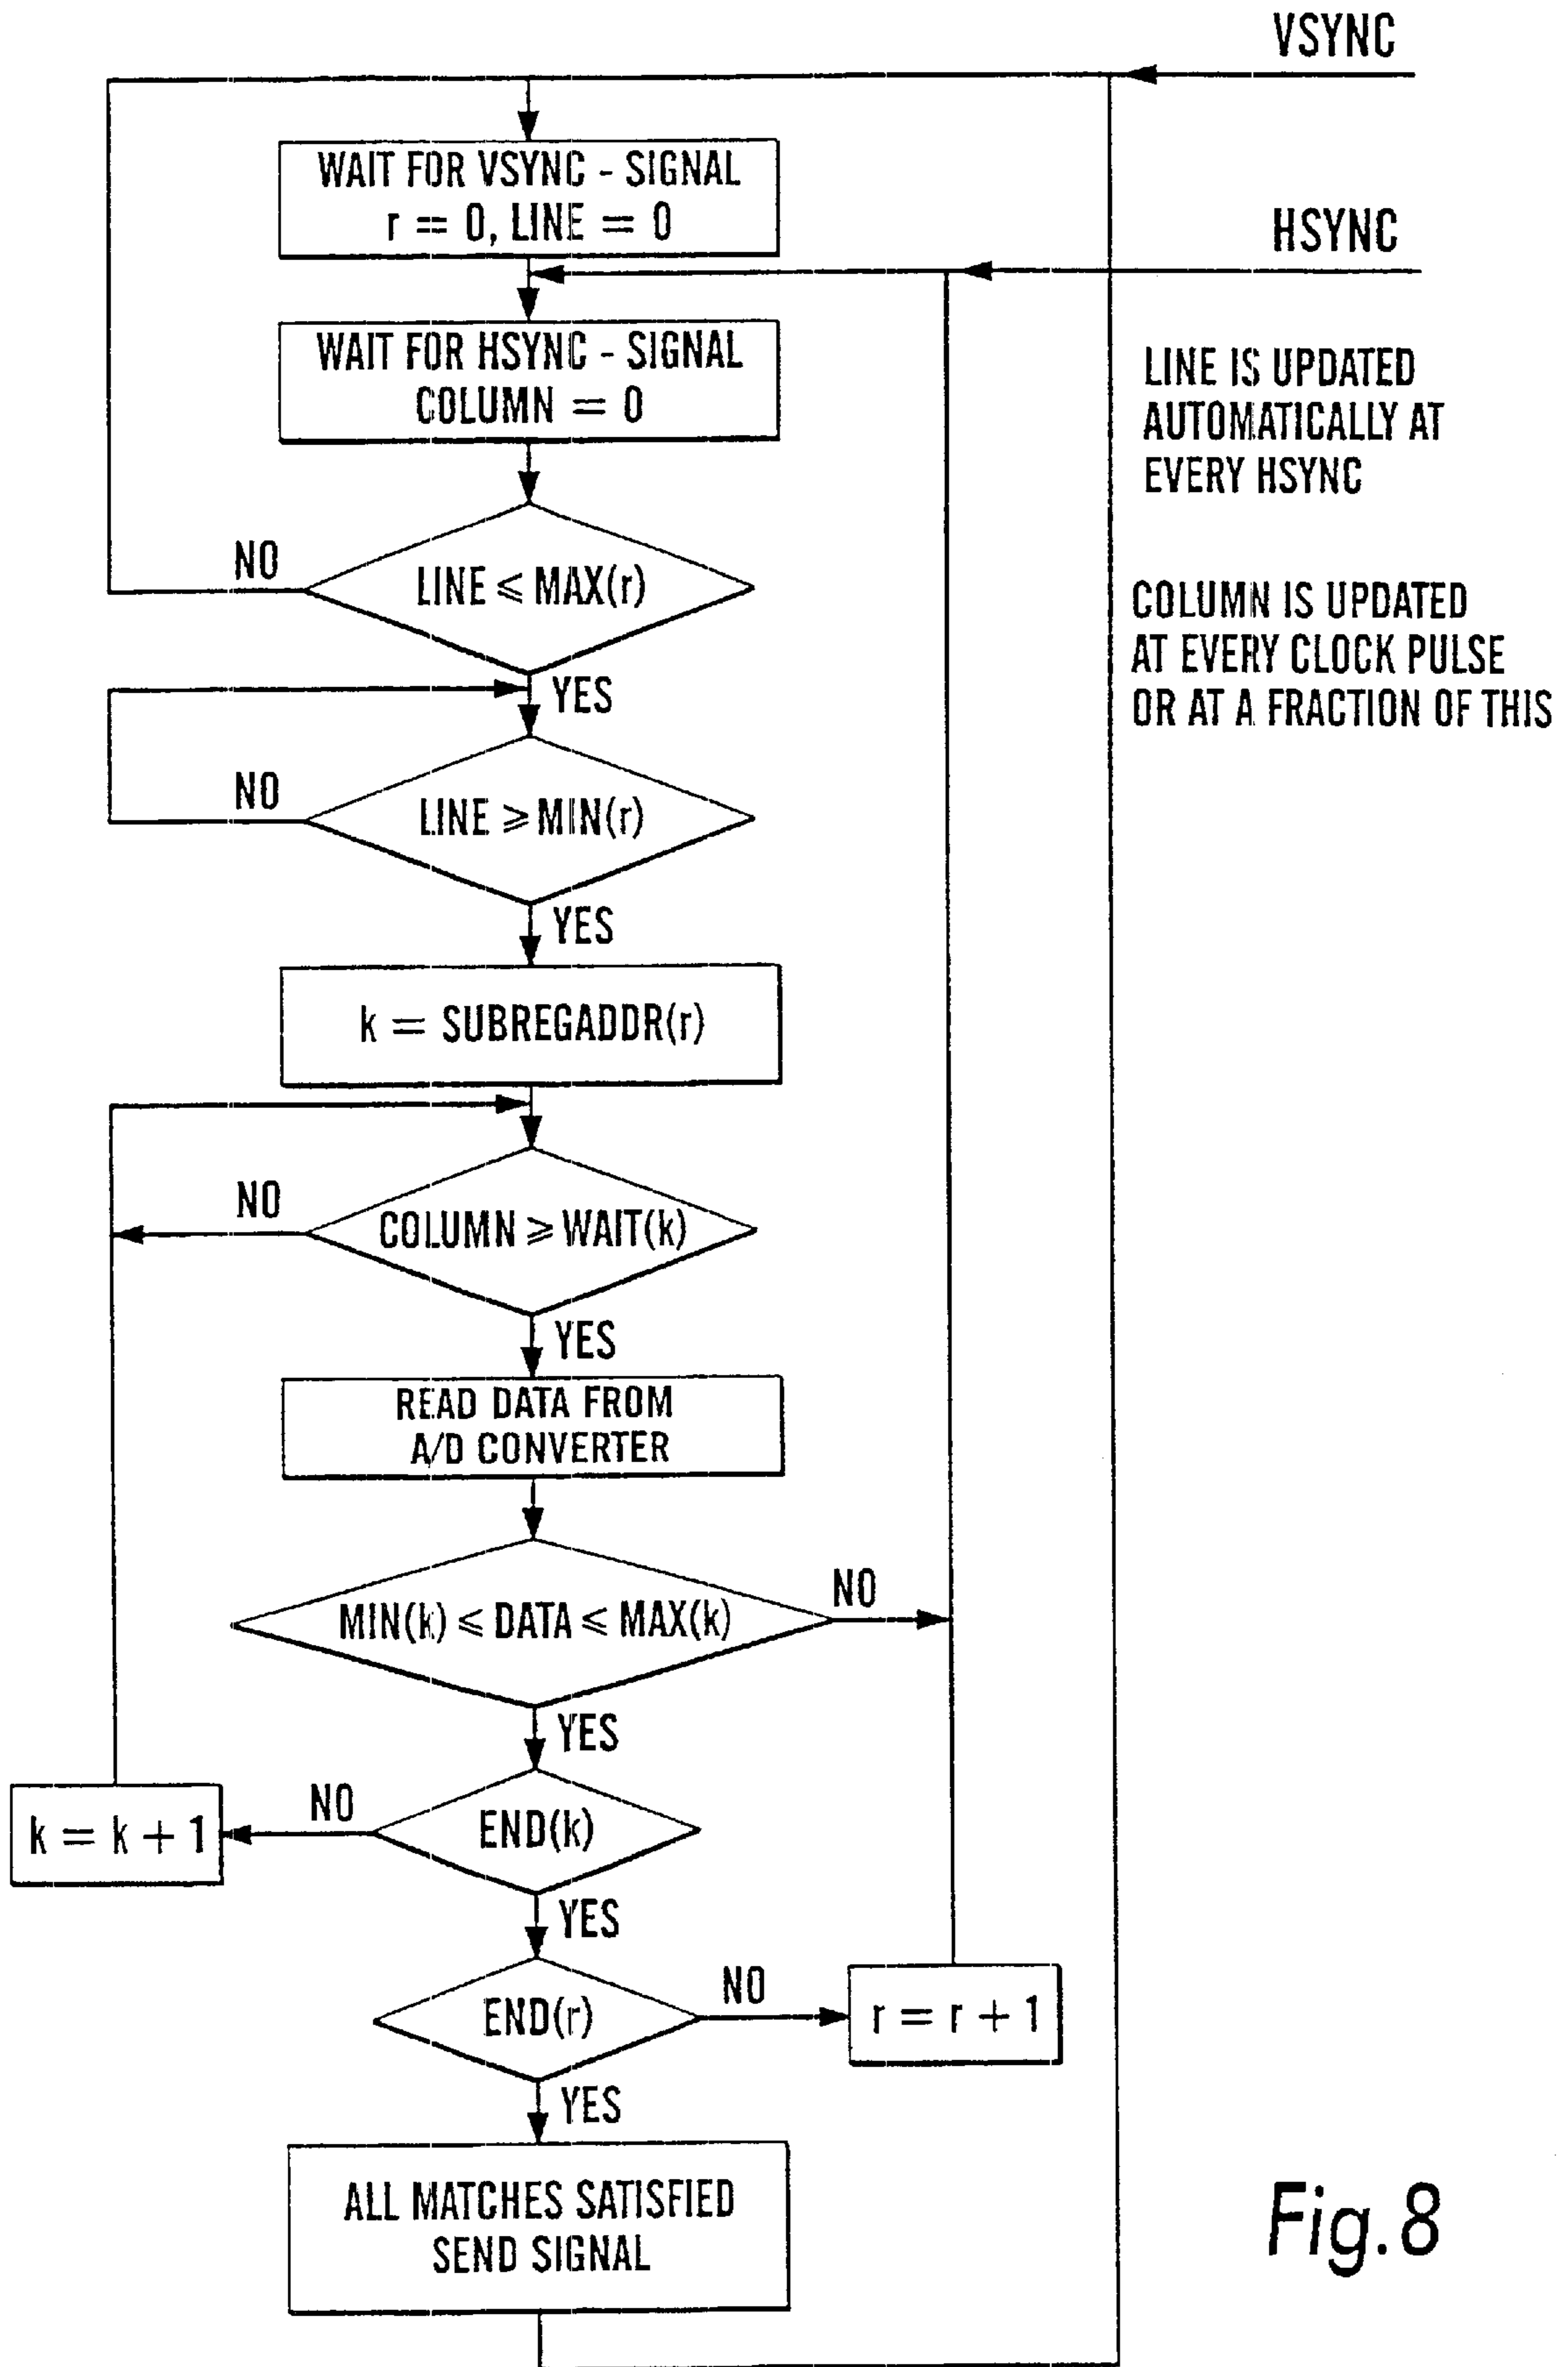 VSYNC
WAIT FOR VSYNC - SIGNAL
r = 0, LINE = 0
HSYNC
WAIT FOR HSYNC - SIGNAL
COLUMN = 0
LINE IS UPDATED
AUTOMATICALLY AT
EVERY HSYNC
NO
LINE ⩽ MAX(r)
COLUMN IS UPDATED
AT EVERY CLOCK PULSE
OR AT A FRACTION OF THIS
YES
NO
LINE ⩾ MIN(r)
YES
k = SUBREGADDR(r)
NO
COLUMN ⩾ WAIT(k)
YES
READ DATA FROM
A/D CONVERTER
NO
MIN(k) ⩽ DATA ⩽ MAX(k)
YES
NO
k = k + 1
END(k)
YES
NO
END(r)
r = r + 1
YES
ALL MATCHES SATISFIED
SEND SIGNAL
Fig. 8